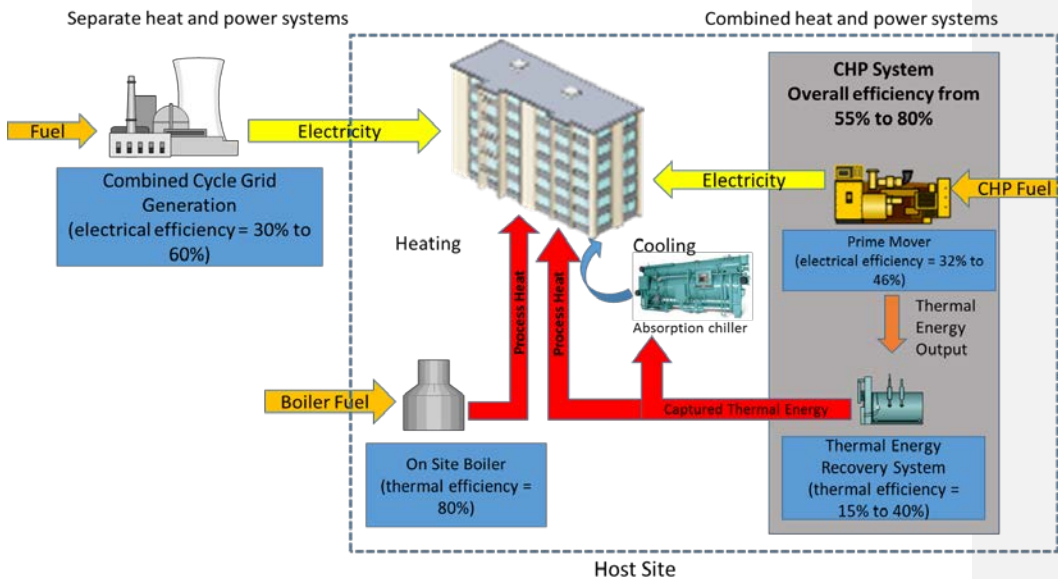 Separate heat and power systems
Combined heat and power systems
CHP System
Overall efficiency from
55% to 80%
Fuel
Electricity
Electricity
CHP Fuel
Combined Cycle Grid
Generation
(electrical efficiency = 30% to
60%)
Heating
Cooling
Prime Mover
(electrical efficiency = 32% to
46%)
Process Heat
Process Heat
Absorption chiller
Thermal
Energy
Output
Boiler Fuel
Captured Thermal Energy
On Site Boiler
(thermal efficiency =
80%)
Thermal Energy
Recovery System
(thermal efficiency =
15% to 40%)
Host Site